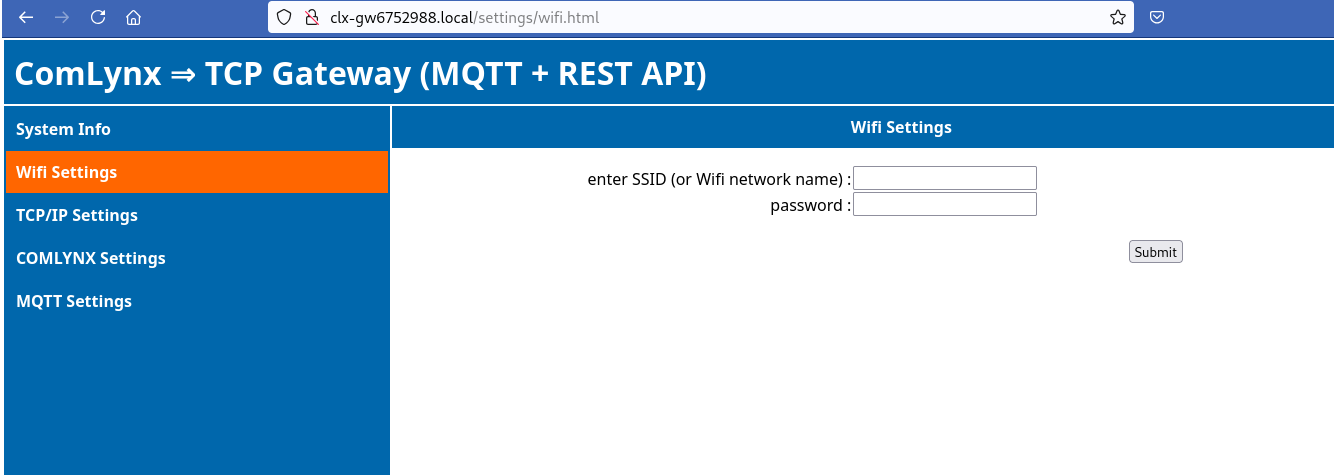 clx-gw6752988.local/settings/wifi.html
ComLynx ⇒ TCP Gateway (MQTT + REST API)
System Info
Wifi Settings
TCP/IP Settings
COMLYNX Settings
MQTT Settings
Wifi Settings
enter SSID (or Wifi network name) :
password :
Submit